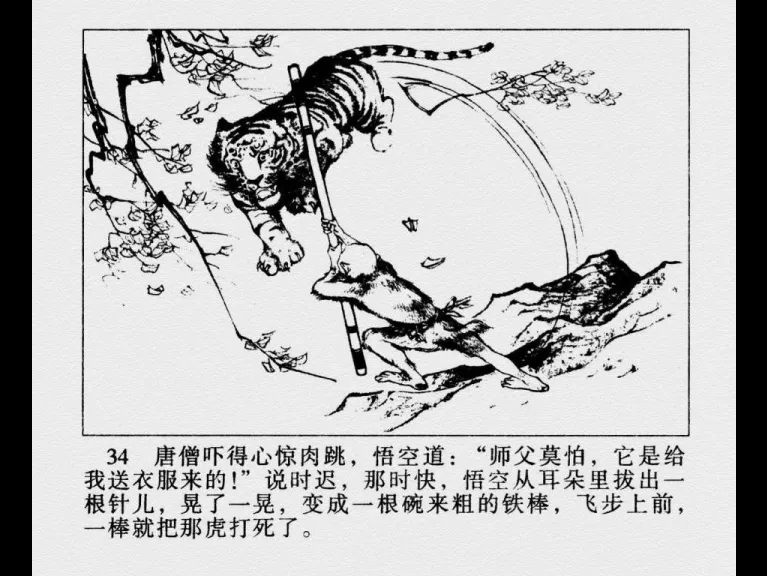 34 唐僧吓得心惊肉跳，悟空道：“师父莫怕，它是给
我送衣服来的！”说时迟，那时快，悟空从耳朵里拔出一
根针儿，晃了一晃，变成一根碗来粗的铁棒，飞步上前，
一棒就把那虎打死了。